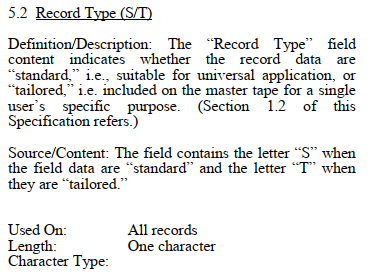 5.2 Record Type (S/T)
Definition/Description: The “Record Type” field
content indicates whether the record data are
“standard,” i.e., suitable for universal application, or
“tailored,” i.e. included on the master tape for a single
user’s specific purpose. (Section 1.2 of this
Specification refers.)
Source/Content: The field contains the letter “S” when
the field data are “standard” and the letter “T” when
they are “tailored.”
Used On: All records
Length: One character
Character Type: